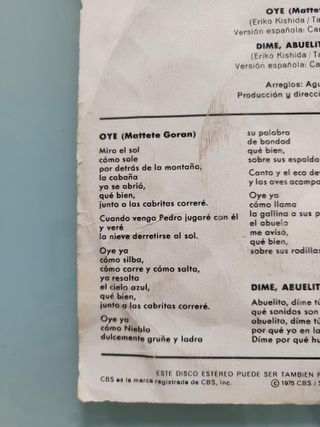 OYE (Mattet
(Eriko Kishida / Ta
Versión española: Car
DIME, ABUELIT
(Eriko Kishida / Ta
Versión española: Ca
Arreglos: Agu
Producción y direcci
OYE (Mattete Goran)
Mira el sol
cómo sale
por detrás de la montaña,
la cabaña
ya se abrió,
qué bien,
junto a las cabritas correré.
Cuando venga Pedro jugaré con él
y veré
la nieve derretirse al sol.
Oye ya
cómo silba,
cómo corre y cómo salta,
ya resalta
el cielo azul,
qué bien,
junto a las cabritas correré.
Oye ya
cómo Niebla
dulcemente gruñe y ladra
su palabra
de bondad
qué bien,
sobre sus espalda
Canto y el eco de
y las aves acompa
Oye ya
cómo llama
la gallina a sus p
el abuelo
me avisó,
qué bien,
sobre sus rodillas
DIME, ABUELIT
Abuelito, dime tú
qué sonidos son
abuelito, dime tú
por qué yo en la
Dime por qué hu
ESTE DISCO ESTEREO PUEDE SER TAMBIEN R
CBS es la marca registrada de CBS, Inc.
© 1975 CBS / S